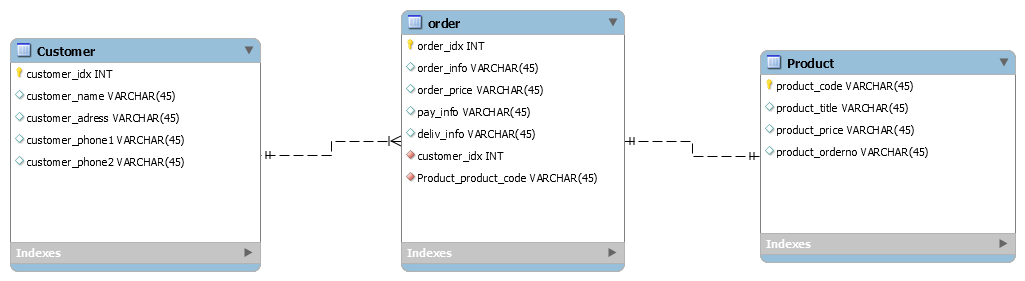 Customer
customer_idx INT
customer_name VARCHAR(45)
customer_adress VARCHAR(45)
customer_phone1 VARCHAR(45)
customer_phone2 VARCHAR(45)
Indexes
order
order_idx INT
order_info VARCHAR(45)
order_price VARCHAR(45)
pay_info VARCHAR(45)
deliv_info VARCHAR(45)
customer_idx INT
Product_product_code VARCHAR(45)
Indexes
Product
product_code VARCHAR(45)
product_title VARCHAR(45)
product_price VARCHAR(45)
product_orderno VARCHAR(45)
Indexes